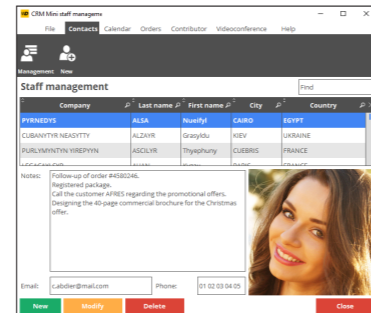 CRM Mini staff managems
File Contacts Calendar Orders Contributor Videoconference Help
Management New
Staff management
Find
Company Last name First name City Country
PYRNEDYS ALSA Nuseifyl CAIRO EGYPT
CUBANYTYR NEASYTTY ALZAYR Grasyldu KIEV UKRAINE
PURLYMYNTYN YIREPYYN ASCILYR Thyaphuny CUEBRIS FRANCE
Notes: Follow-up of order #4580246.
Registered package.
Call the customer AFRES regarding the promotional offers.
Designing the 40-page commercial brochure for the Christmas
offer.
Email: c.abdier@mail.com Phone: 01 02 03 04 05
New Modify Delete Close